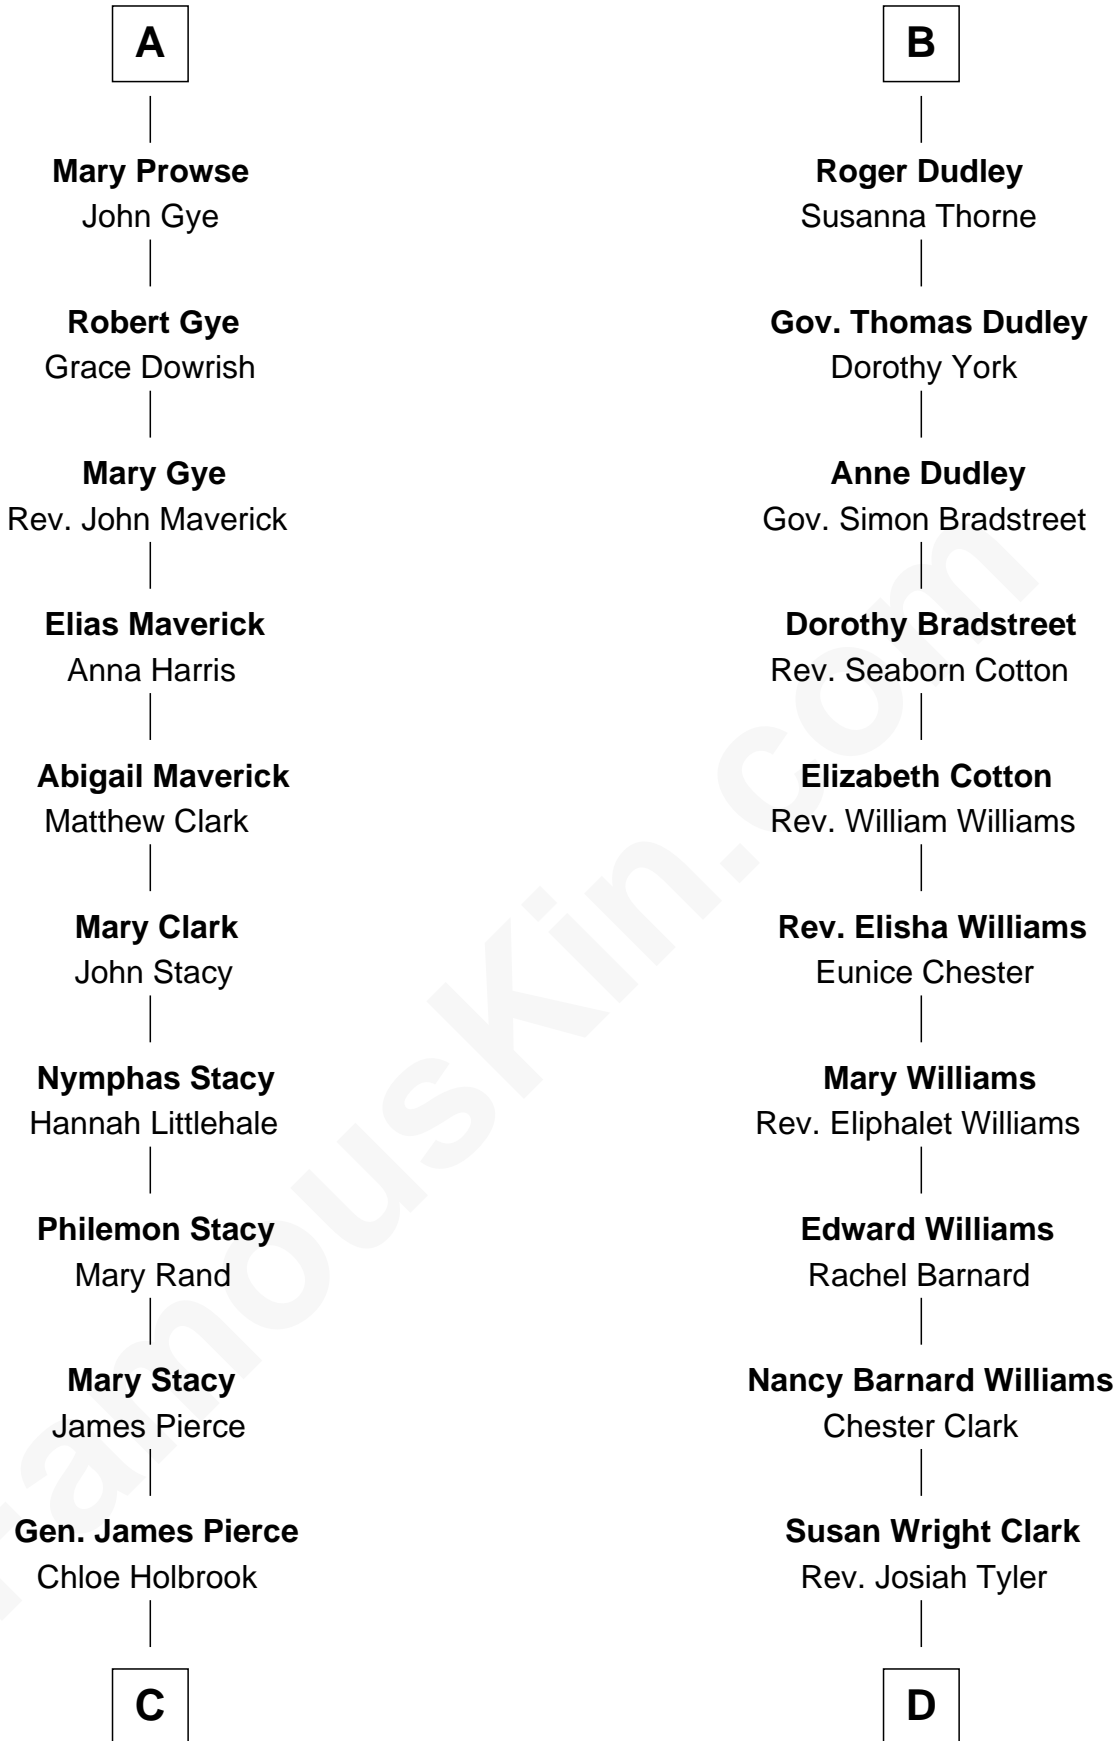 A
Mary Prowse
John Gye
Robert Gye
Grace Dowrish
Mary Gye
Rev. John Maverick
Elias Maverick
Anna Harris
Abigail Maverick
Matthew Clark
Mary Clark
John Stacy
Nymphas Stacy
Hannah Littlehale
Philemon Stacy
Mary Rand
Mary Stacy
James Pierce
Gen. James Pierce
Chloe Holbrook
C
B
Roger Dudley
Susanna Thorne
Gov. Thomas Dudley
Dorothy York
Anne Dudley
Gov. Simon Bradstreet
Dorothy Bradstreet
Rev. Seaborn Cotton
Elizabeth Cotton
Rev. William Williams
Rev. Elisha Williams
Eunice Chester
Mary Williams
Rev. Eliphalet Williams
Edward Williams
Rachel Barnard
Nancy Barnard Williams
Chester Clark
Susan Wright Clark
Rev. Josiah Tyler
D
FamousKin.com